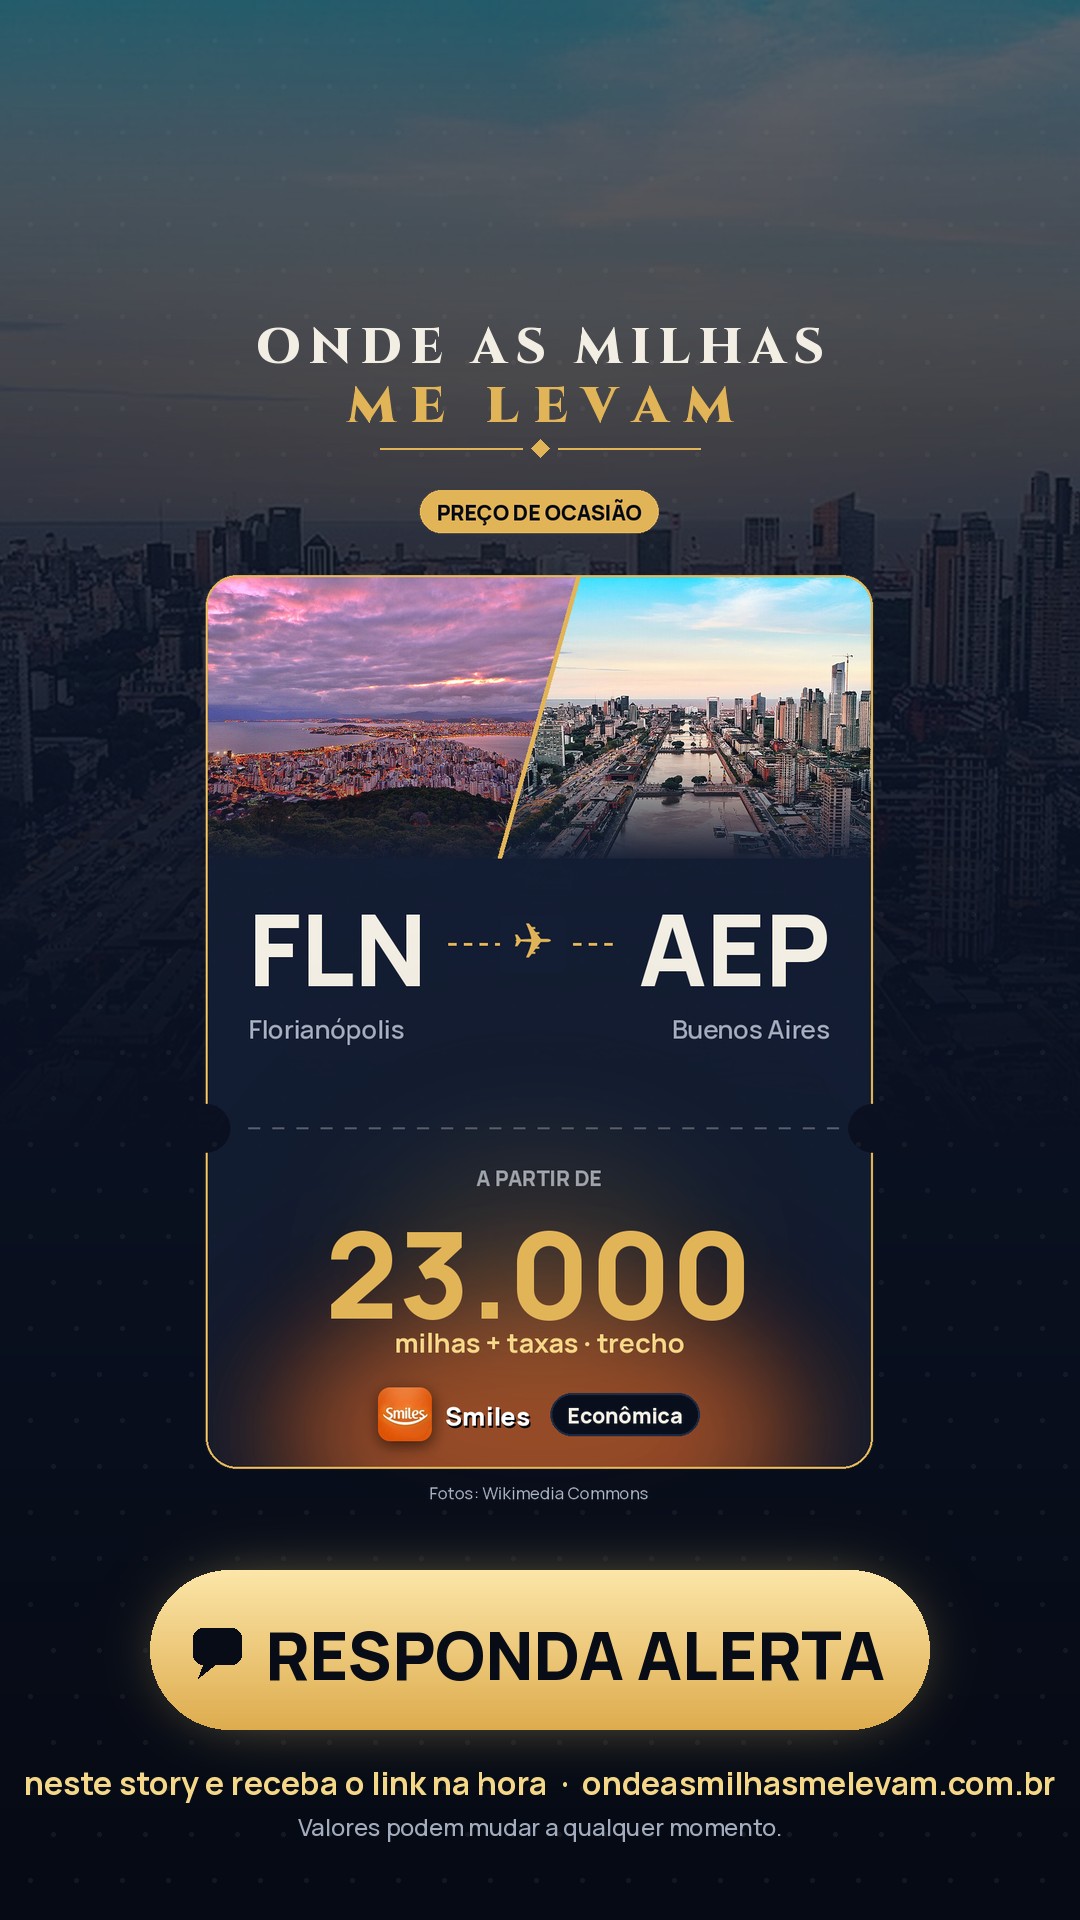 ONDE AS MILHAS
ME LEVAM
PREÇO DE OCASIÃO
FLN ✈ AEP
Florianópolis Buenos Aires
A PARTIR DE
23.000
milhas + taxas · trecho
Smiles Smiles Econômica
Fotos: Wikimedia Commons
RESPONDA ALERTA
neste story e receba o link na hora · ondeasmilhasmelevam.com.br
Valores podem mudar a qualquer momento.